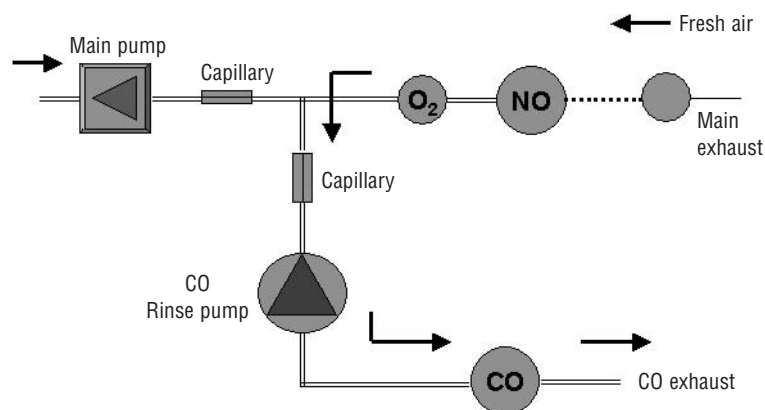 Fresh air
Main pump
Capillary
O₂
NO
Main
exhaust
Capillary
CO
Rinse pump
CO
CO exhaust